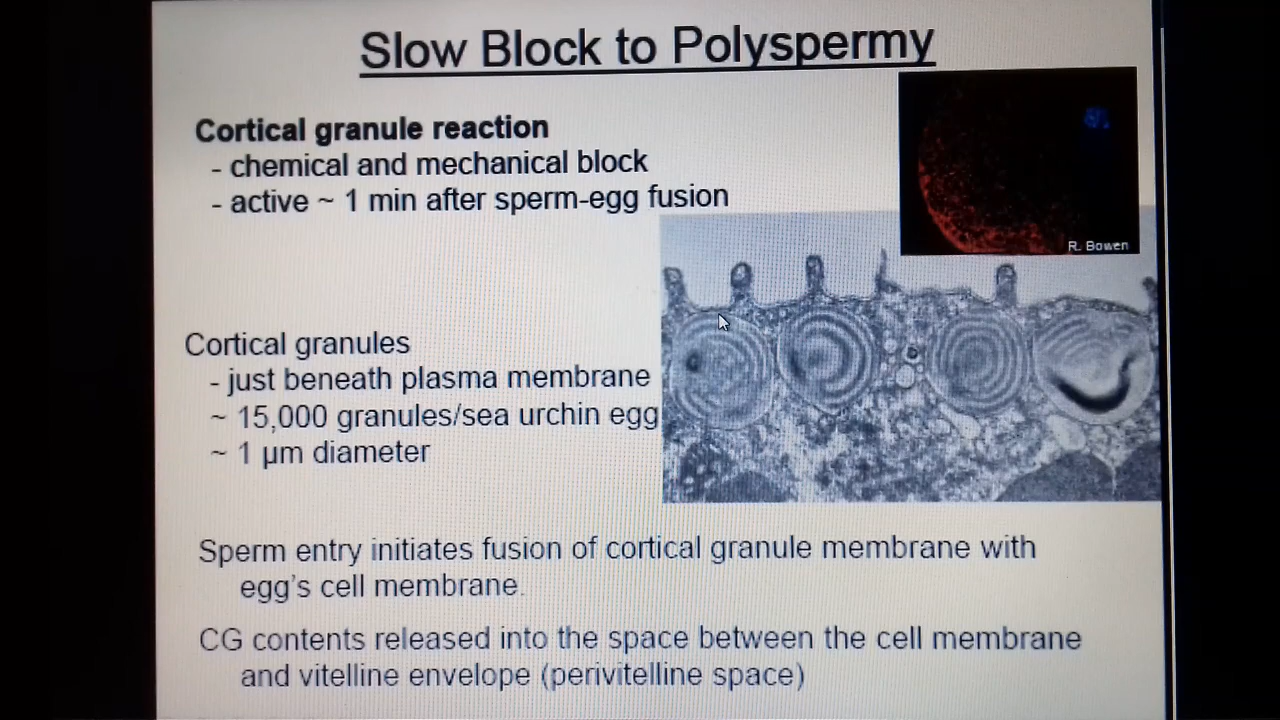 Slow Block to Polyspermy
Cortical granule reaction
- chemical and mechanical block
- active ~ 1 min after sperm-egg fusion
R. Bowen
Cortical granules
- just beneath plasma membrane
~ 15,000 granules/sea urchin egg
~ 1 µm diameter
Sperm entry initiates fusion of cortical granule membrane with
egg's cell membrane.
CG contents released into the space between the cell membrane
and vitelline envelope (perivitelline space)